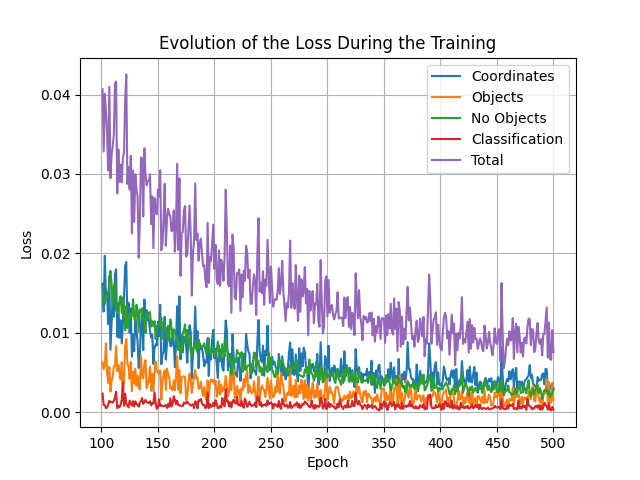 Evolution of the Loss During the Training
Coordinates
Objects
No Objects
Classification
Total
0.04
0.03
0.02
0.01
0.00
Loss
100 150 200 250 300 350 400 450 500
Epoch